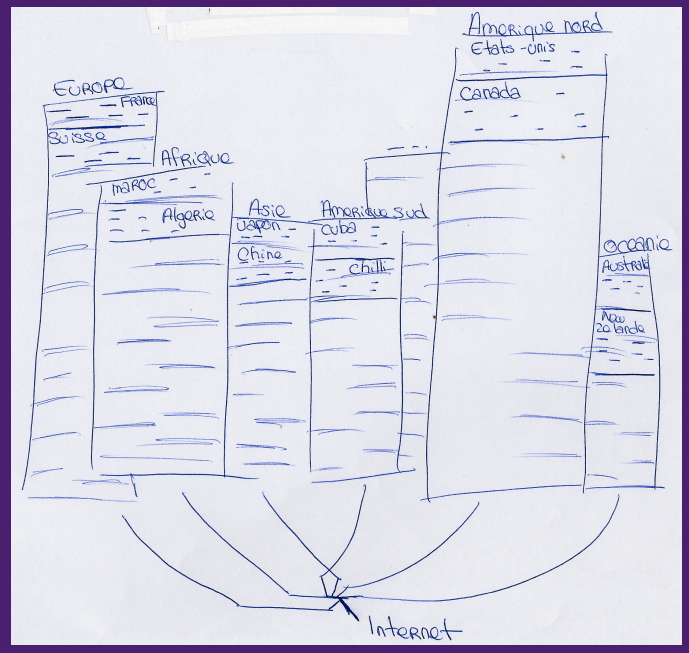 EUROPE
France
Suisse
Afrique
maroc
Algerie
Asie
Japon
Chine
Amerique sud
Cuba
Chilli
Amerique nord
Etats-unis
Canada
Oceanie
Australi
New
Zelande
Internet